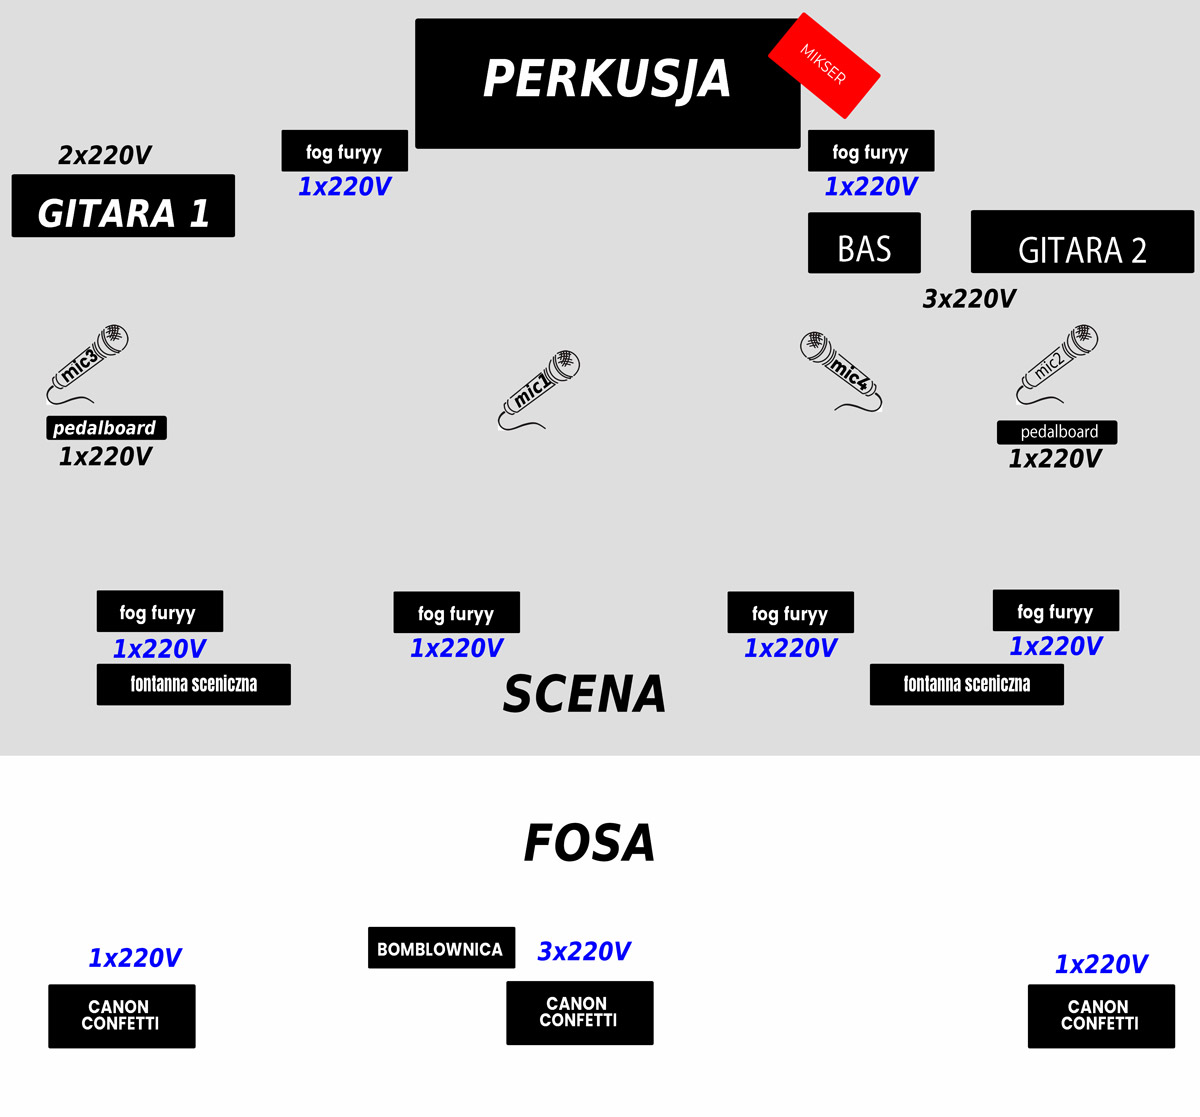 PERKUSJA
MIKSER
2x220V
fog furyy
fog furyy
1x220V
1x220V
GITARA 1
BAS
GITARA 2
3x220V
mic3
mic1
mic4
mic2
pedalboard
pedalboard
1x220V
1x220V
fog furyy
fog furyy
fog furyy
fog furyy
1x220V
1x220V
1x220V
1x220V
fontanna sceniczna
SCENA
fontanna sceniczna
FOSA
1x220V
BOMBLOWNICA
3x220V
1x220V
CANON
CONFETTI
CANON
CONFETTI
CANON
CONFETTI